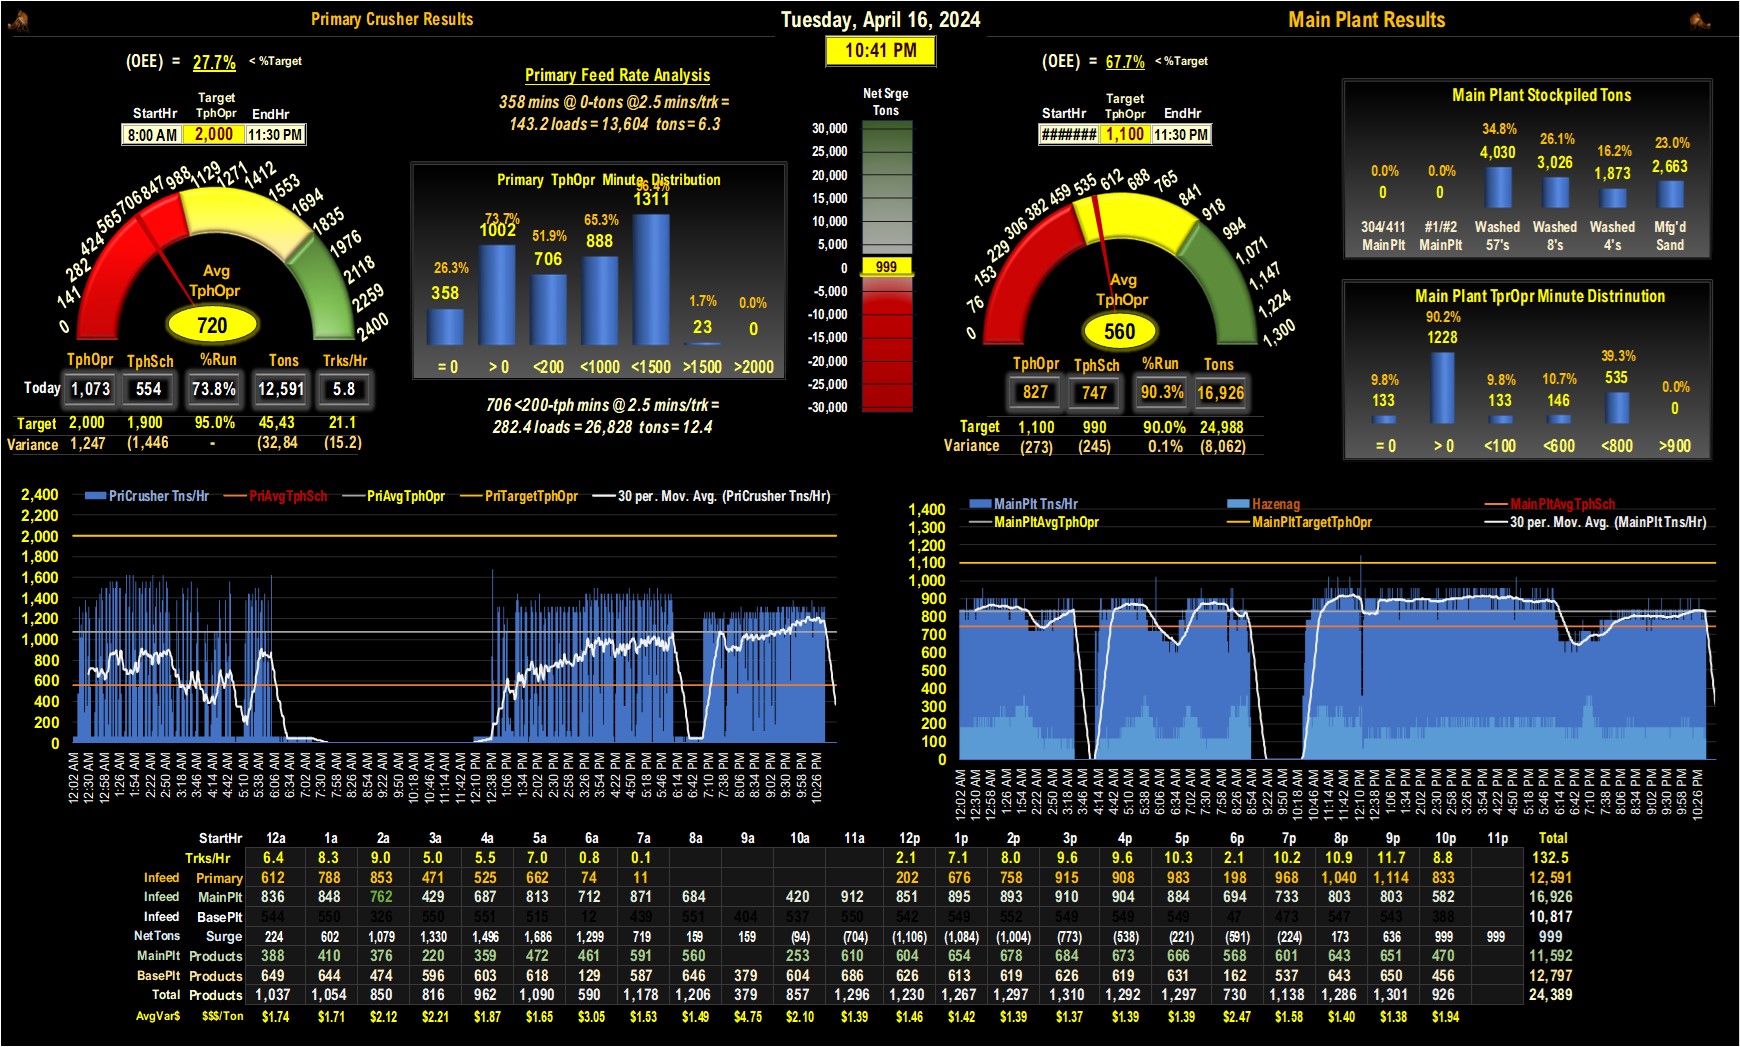 Primary Crusher Results
Tuesday, April 16, 2024
Main Plant Results
10:41 PM
(OEE) = 27.7% < %Target
StartHr Target TphOpr EndHr
8:00 AM 2,000 11:30 PM
0 141 282 424 565 706 847 988 1129 1271 1412 1553 1694 1835 1976 2118 2259 2400
Avg
TphOpr
720
TphOpr TphSch %Run Tons Trks/Hr
Today 1,073 554 73.8% 12,591 5.8
Target 2,000 1,900 95.0% 45,43 21.1
Variance 1,247 (1,446 - (32,84 (15.2)
Primary Feed Rate Analysis
358 mins @ 0-tons @2.5 mins/trk =
143.2 loads = 13,604 tons = 6.3
Primary TphOpr Minute Distribution
26.3% 73.7% 51.9% 65.3% 96.4% 1.7% 0.0%
358 1002 706 888 1311 23 0
= 0 > 0 <200 <1000 <1500 >1500 >2000
706 <200-tph mins @ 2.5 mins/trk =
282.4 loads = 26,828 tons = 12.4
Net Srge
Tons
30,000
25,000
20,000
15,000
10,000
5,000
0
-5,000
-10,000
-15,000
-20,000
-25,000
-30,000
999
(OEE) = 67.7% < %Target
StartHr Target TphOpr EndHr
####### 1,100 11:30 PM
0 76 153 229 306 382 459 535 612 688 765 841 918 994 1,071 1,147 1,224 1,300
Avg
TphOpr
560
TphOpr TphSch %Run Tons
827 747 90.3% 16,926
Target 1,100 990 90.0% 24,988
Variance (273) (245) 0.1% (8,062)
Main Plant Stockpiled Tons
0.0% 0.0% 34.8% 26.1% 16.2% 23.0%
0 0 4,030 3,026 1,873 2,663
304/411 #1/#2 Washed Washed Washed Mfg'd
MainPlt MainPlt 57's 8's 4's Sand
Main Plant TprOpr Minute Distrinution
9.8% 90.2% 9.8% 10.7% 39.3% 0.0%
133 1228 133 146 535 0
= 0 > 0 <100 <600 <800 >900
PriCrusher Tns/Hr PriAvgTphSch PriAvgTphOpr PriTargetTphOpr 30 per. Mov. Avg. (PriCrusher Tns/Hr)
2,400
2,200
2,000
1,800
1,600
1,400
1,200
1,000
800
600
400
200
0
12:02 AM 12:30 AM 12:58 AM 1:26 AM 1:54 AM 2:22 AM 2:50 AM 3:18 AM 3:46 AM 4:14 AM 4:42 AM 5:10 AM 5:38 AM 6:06 AM 6:34 AM 7:02 AM 7:30 AM 7:58 AM 8:26 AM 8:54 AM 9:22 AM 9:50 AM 10:18 AM 10:46 AM 11:14 AM 11:42 AM 12:10 PM 12:38 PM 1:06 PM 1:34 PM 2:02 PM 2:30 PM 2:58 PM 3:26 PM 3:54 PM 4:22 PM 4:50 PM 5:18 PM 5:46 PM 6:14 PM 6:42 PM 7:10 PM 7:38 PM 8:06 PM 8:34 PM 9:02 PM 9:30 PM 9:58 PM 10:26 PM
MainPlt Tns/Hr Hazenag MainPltAvgTphSch
MainPltAvgTphOpr MainPltTargetTphOpr 30 per. Mov. Avg. (MainPlt Tns/Hr)
1,400
1,300
1,200
1,100
1,000
900
800
700
600
500
400
300
200
100
0
12:02 AM 12:30 AM 12:58 AM 1:26 AM 1:54 AM 2:22 AM 2:50 AM 3:18 AM 3:46 AM 4:14 AM 4:42 AM 5:10 AM 5:38 AM 6:06 AM 6:34 AM 7:02 AM 7:30 AM 7:58 AM 8:26 AM 8:54 AM 9:22 AM 9:50 AM 10:18 AM 10:46 AM 11:14 AM 11:42 AM 12:10 PM 12:38 PM 1:06 PM 1:34 PM 2:02 PM 2:30 PM 2:58 PM 3:26 PM 3:54 PM 4:22 PM 4:50 PM 5:18 PM 5:46 PM 6:14 PM 6:42 PM 7:10 PM 7:38 PM 8:06 PM 8:34 PM 9:02 PM 9:30 PM 9:58 PM 10:26 PM
StartHr 12a 1a 2a 3a 4a 5a 6a 7a 8a 9a 10a 11a 12p 1p 2p 3p 4p 5p 6p 7p 8p 9p 10p 11p Total
Trks/Hr 6.4 8.3 9.0 5.0 5.5 7.0 0.8 0.1 2.1 7.1 8.0 9.6 9.6 10.3 2.1 10.2 10.9 11.7 8.8 132.5
Infeed Primary 612 788 853 471 525 662 74 11 202 676 758 915 908 983 198 968 1,040 1,114 833 12,591
Infeed MainPlt 836 848 762 429 687 813 712 871 684 420 912 851 895 893 910 904 884 694 733 803 803 582 16,926
Infeed BasePlt 544 550 326 550 551 515 12 439 551 404 537 550 542 549 552 549 549 549 47 473 547 543 388 10,817
NetTons Surge 224 602 1,079 1,330 1,496 1,686 1,299 719 159 159 (94) (704) (1,106) (1,084) (1,004) (773) (538) (221) (591) (224) 173 636 999 999 999
MainPlt Products 388 410 376 220 359 472 461 591 560 253 610 604 654 678 684 673 666 568 601 643 651 470 11,592
BasePlt Products 649 644 474 596 603 618 129 587 646 379 604 686 626 613 619 626 619 631 162 537 643 650 456 12,797
Total Products 1,037 1,054 850 816 962 1,090 590 1,178 1,206 379 857 1,296 1,230 1,267 1,297 1,310 1,292 1,297 730 1,138 1,286 1,301 926 24,389
AvgVar$ $$$/Ton $1.74 $1.71 $2.12 $2.21 $1.87 $1.65 $3.05 $1.53 $1.49 $4.75 $2.10 $1.39 $1.46 $1.42 $1.39 $1.37 $1.39 $1.39 $2.47 $1.58 $1.40 $1.38 $1.94